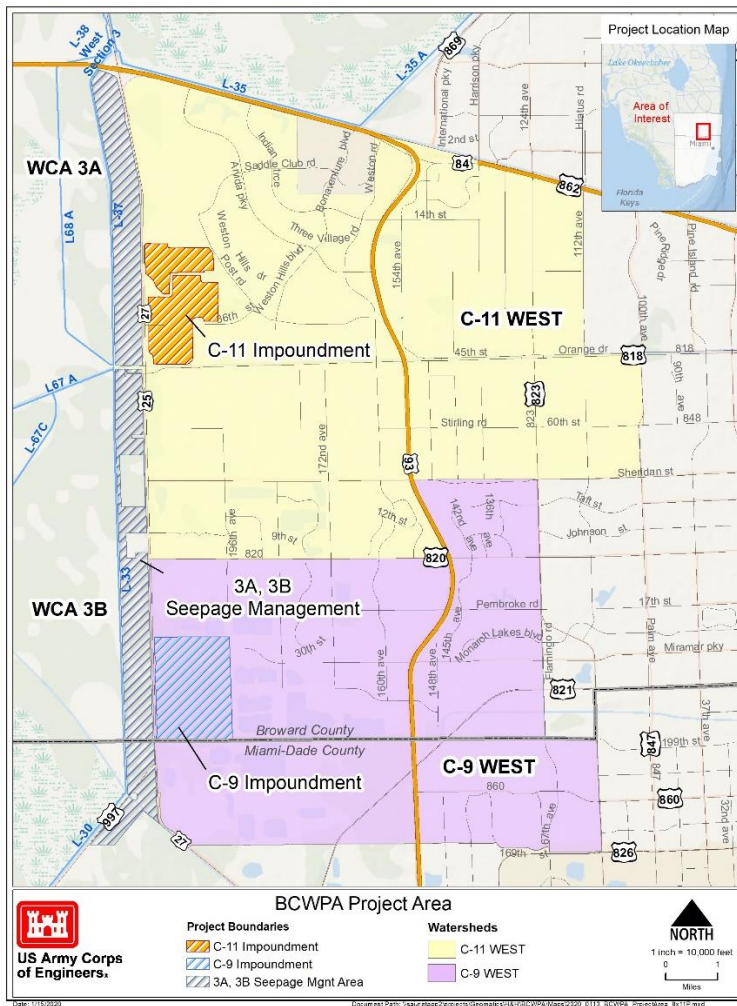 Project Location Map
Lake Okeechobee
Area of
Interest
Miami
Florida
Keys
L-38
West
Section 3
L-35
L-35 A
869
International pky
Harrison pky
124th ave
Hiatus rd
2nd st
84
862
WCA 3A
L68 A
L-37
Saddle Club rd
Indian trce
Arvida pky
Bonaventure blvd
Weston rd
Three Village rd
Weston Hills dr
Weston Hills blvd
Post rd
14th st
154th ave
112th ave
Pine Ridge dr
Pine Island rd
100th ave
27
36th st
C-11 Impoundment
C-11 WEST
45th st
Orange dr
818
818
L67 A
L-67C
25
823
823
90th ave
Stirling rd
60th st
848
172nd ave
93
Sheridan st
142nd ave
136th ave
Taft st
Johnson st
12th st
9th st
196th ave
820
820
L-33
WCA 3B
3A, 3B
Seepage Management
Pembroke rd
17th st
Monarch Lakes blvd
Miramar pky
30th st
160th ave
148th ave
145th ave
Flamingo rd
Palm ave
821
Broward County
Miami-Dade County
C-9 Impoundment
C-9 WEST
37th ave
199th st
847
847
860
860
32nd ave
67th ave
L-30
997
27
169th st
826
BCWPA Project Area
US Army Corps
of Engineers®
Project Boundaries
C-11 Impoundment
C-9 Impoundment
3A, 3B Seepage Mgnt Area
Watersheds
C-11 WEST
C-9 WEST
NORTH
1 inch = 10,000 feet
0 1
Miles
Date: 1/15/2020